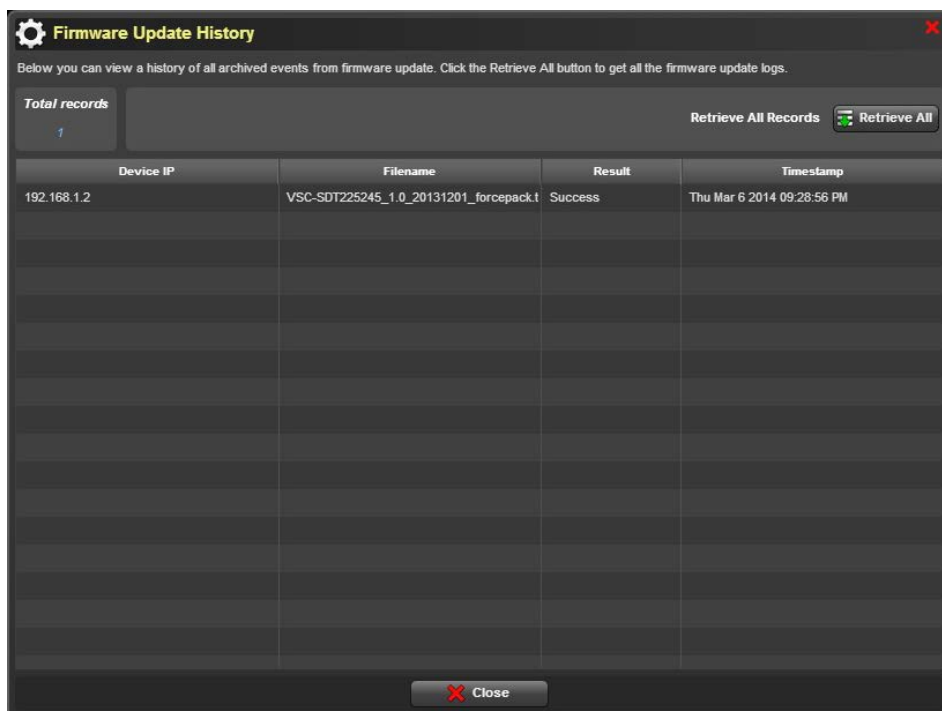 Firmware Update History
Below you can view a history of all archived events from firmware update. Click the Retrieve All button to get all the firmware update logs.
Total records
1
Retrieve All Records Retrieve All
Device IP Filename Result Timestamp
192.168.1.2 VSC-SDT225245_1.0_20131201_forcepack.t Success Thu Mar 6 2014 09:28:56 PM
Close